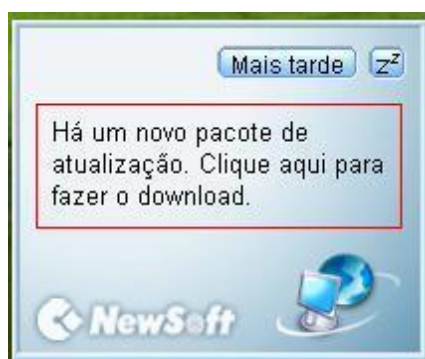 Mais tarde zz
Há um novo pacote de
atualização. Clique aqui para
fazer o download.
NewSoft